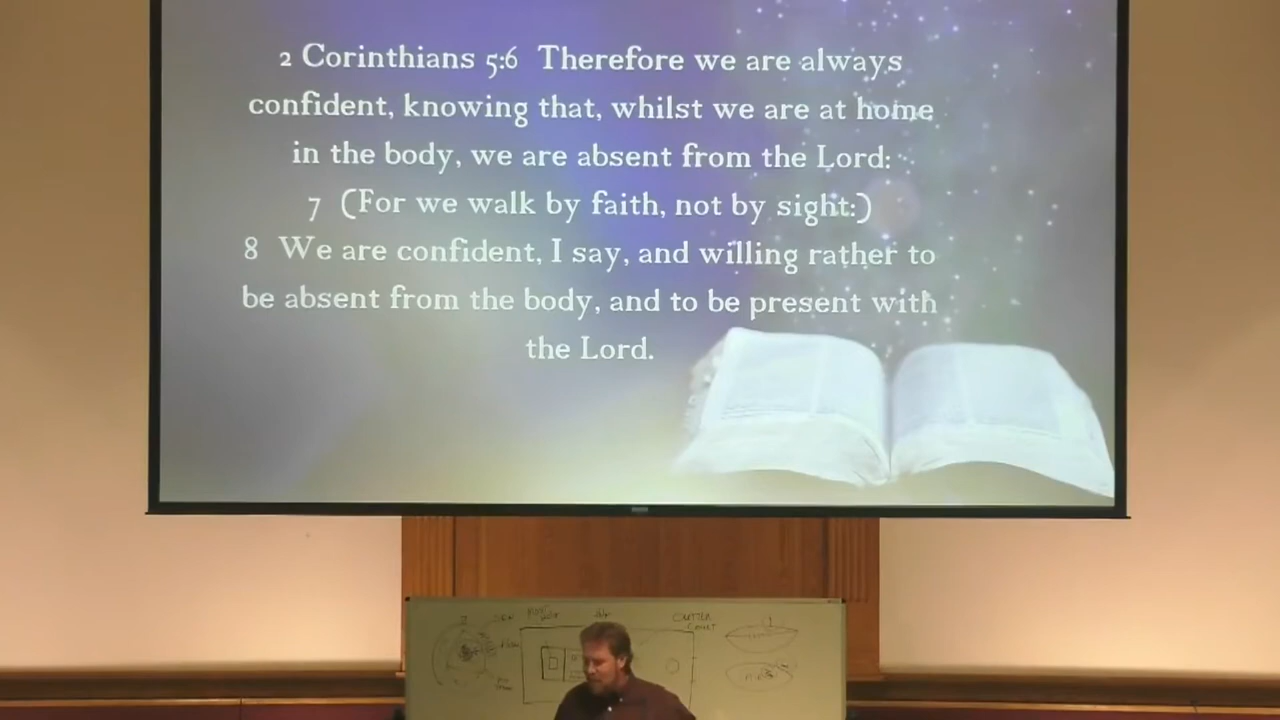 2 Corinthians 5:6 Therefore we are always
confident, knowing that, whilst we are at home
in the body, we are absent from the Lord:
7 (For we walk by faith, not by sight:)
8 We are confident, I say, and willing rather to
be absent from the body, and to be present with
the Lord.